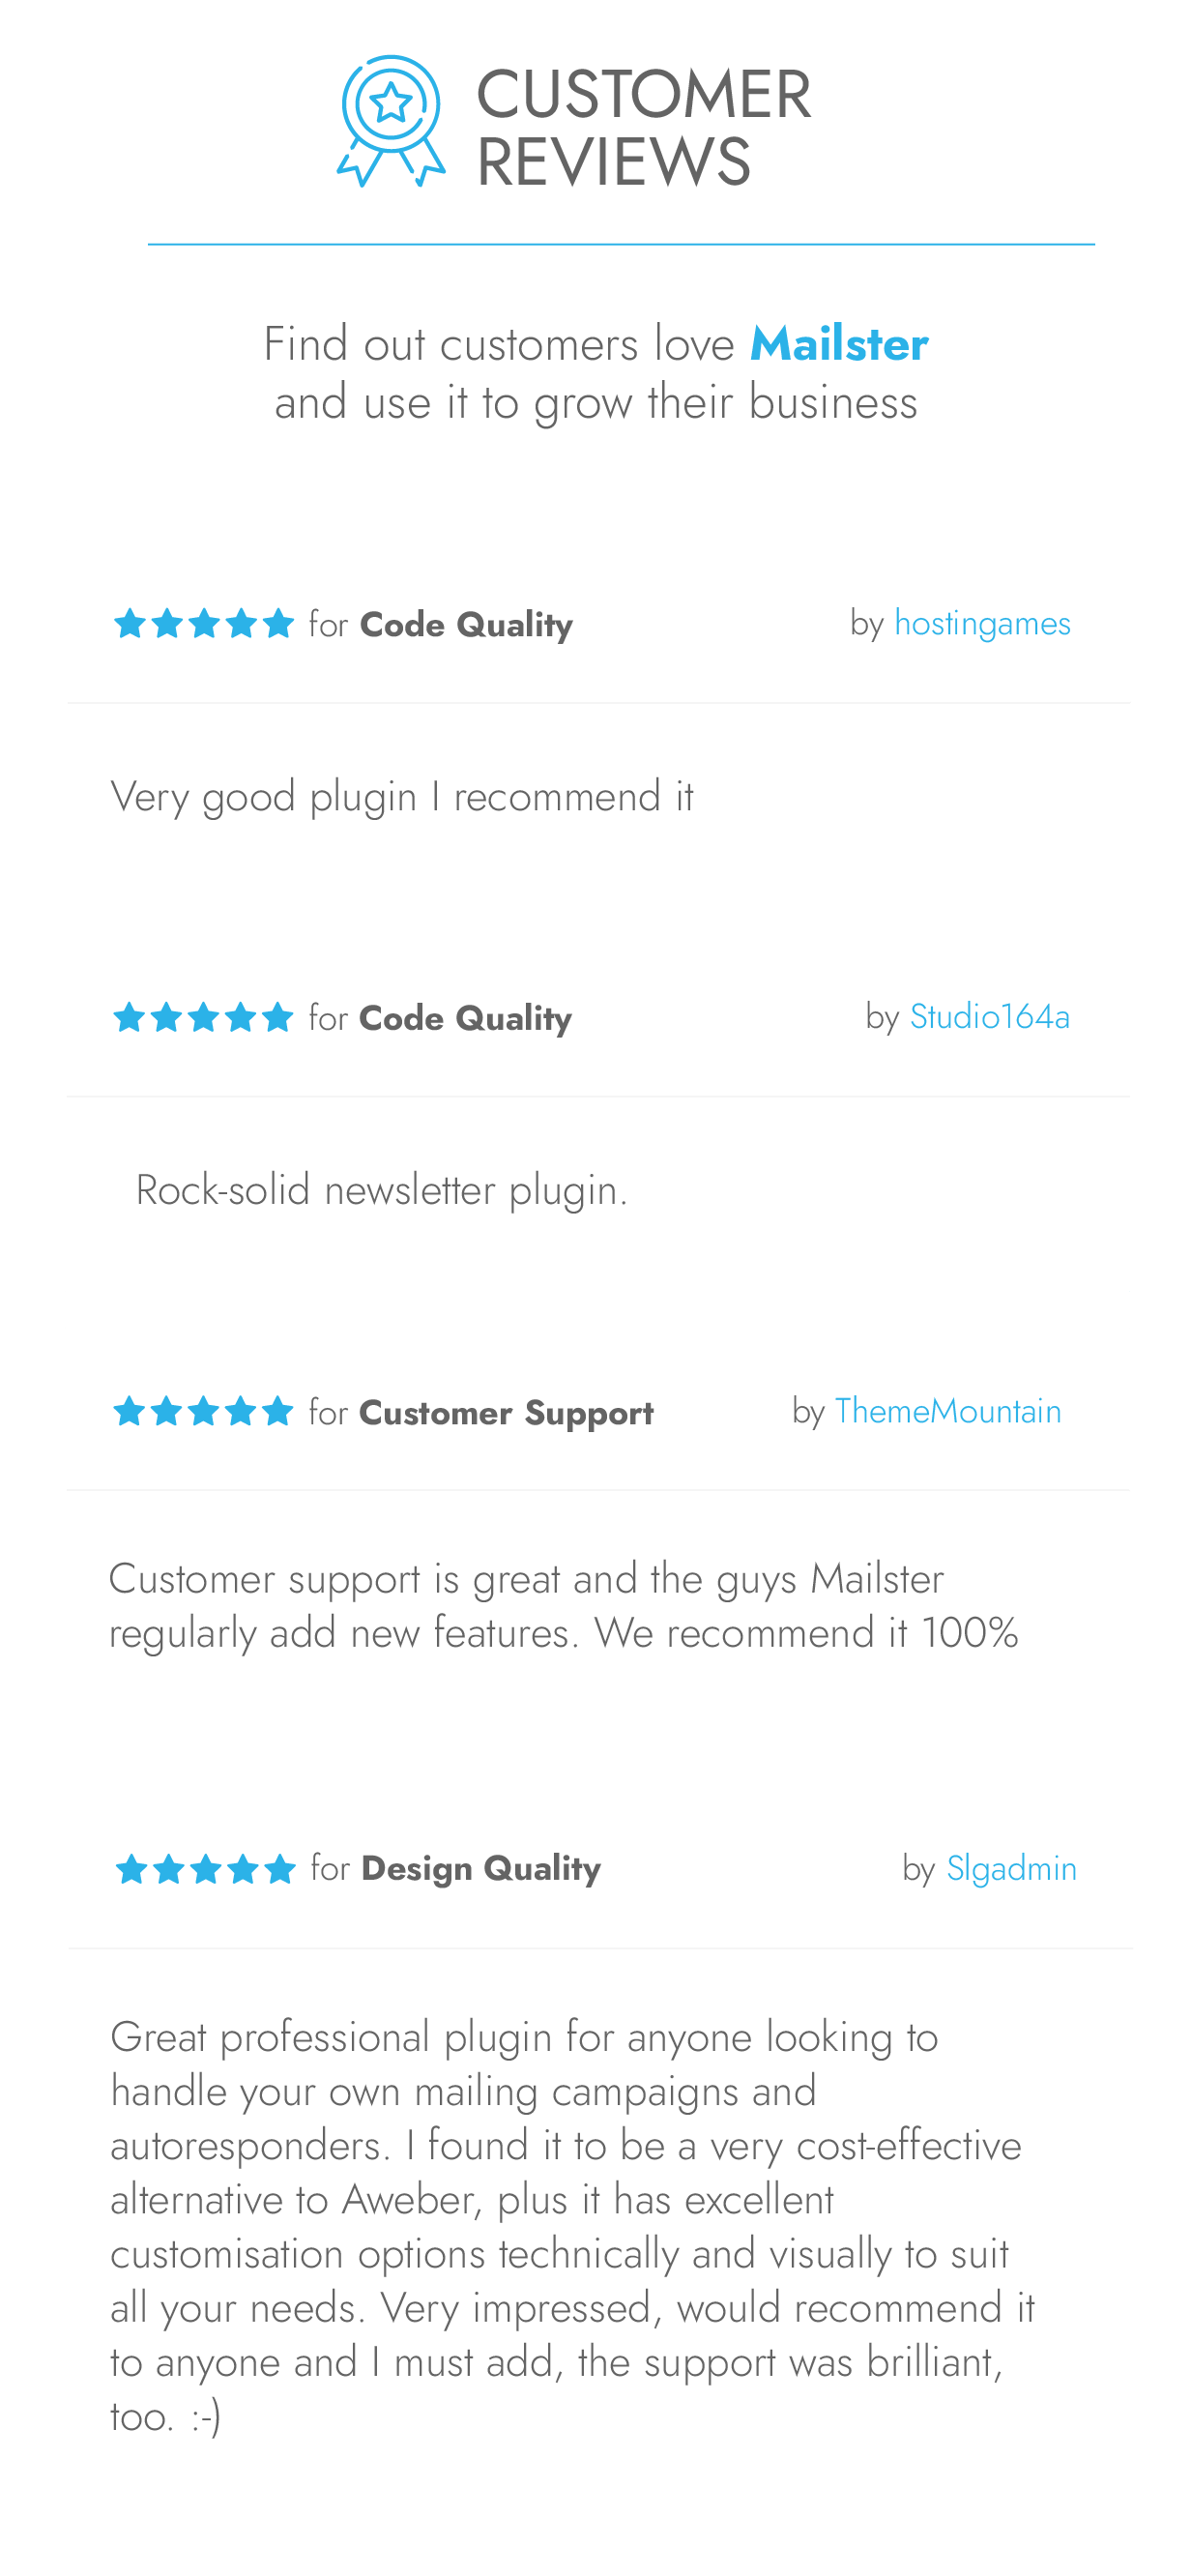 CUSTOMER
REVIEWS
Find out customers love Mailster
and use it to grow their business
for Code Quality by hostingames
Very good plugin I recommend it
for Code Quality by Studio164a
Rock-solid newsletter plugin.
for Customer Support by ThemeMountain
Customer support is great and the guys Mailster
regularly add new features. We recommend it 100%
for Design Quality by Slgadmin
Great professional plugin for anyone looking to
handle your own mailing campaigns and
autoresponders. I found it to be a very cost-effective
alternative to Aweber, plus it has excellent
customisation options technically and visually to suit
all your needs. Very impressed, would recommend it
to anyone and I must add, the support was brilliant,
too. :-)